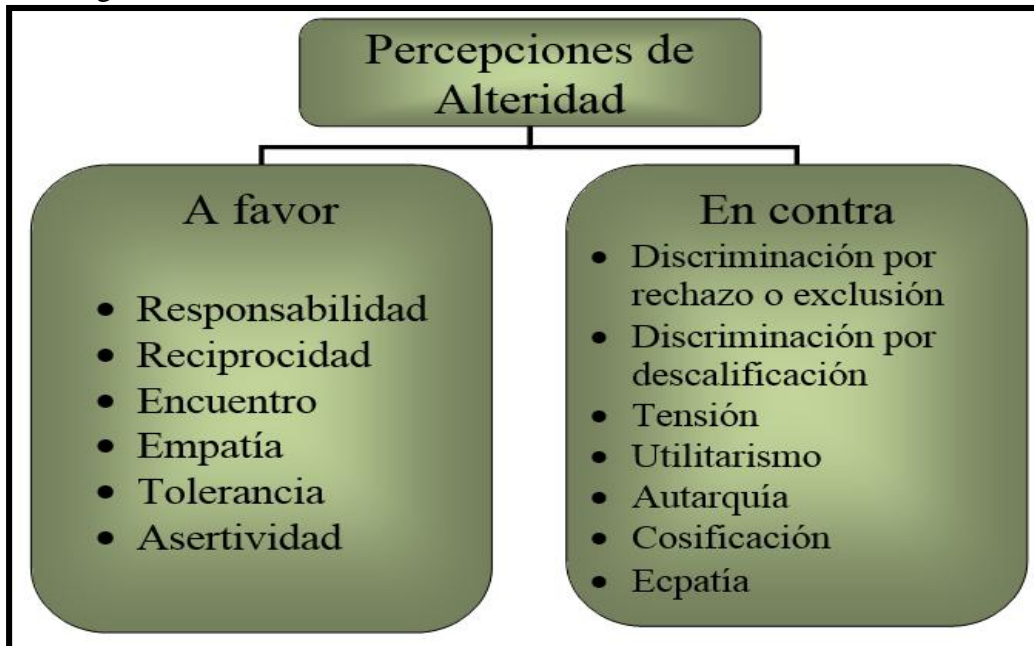 Percepciones de
Alteridad
A favor
• Responsabilidad
• Reciprocidad
• Encuentro
• Empatía
• Tolerancia
• Asertividad
En contra
• Discriminación por
rechazo o exclusión
• Discriminación por
descalificación
• Tensión
• Utilitarismo
• Autarquía
• Cosificación
• Ecpatía